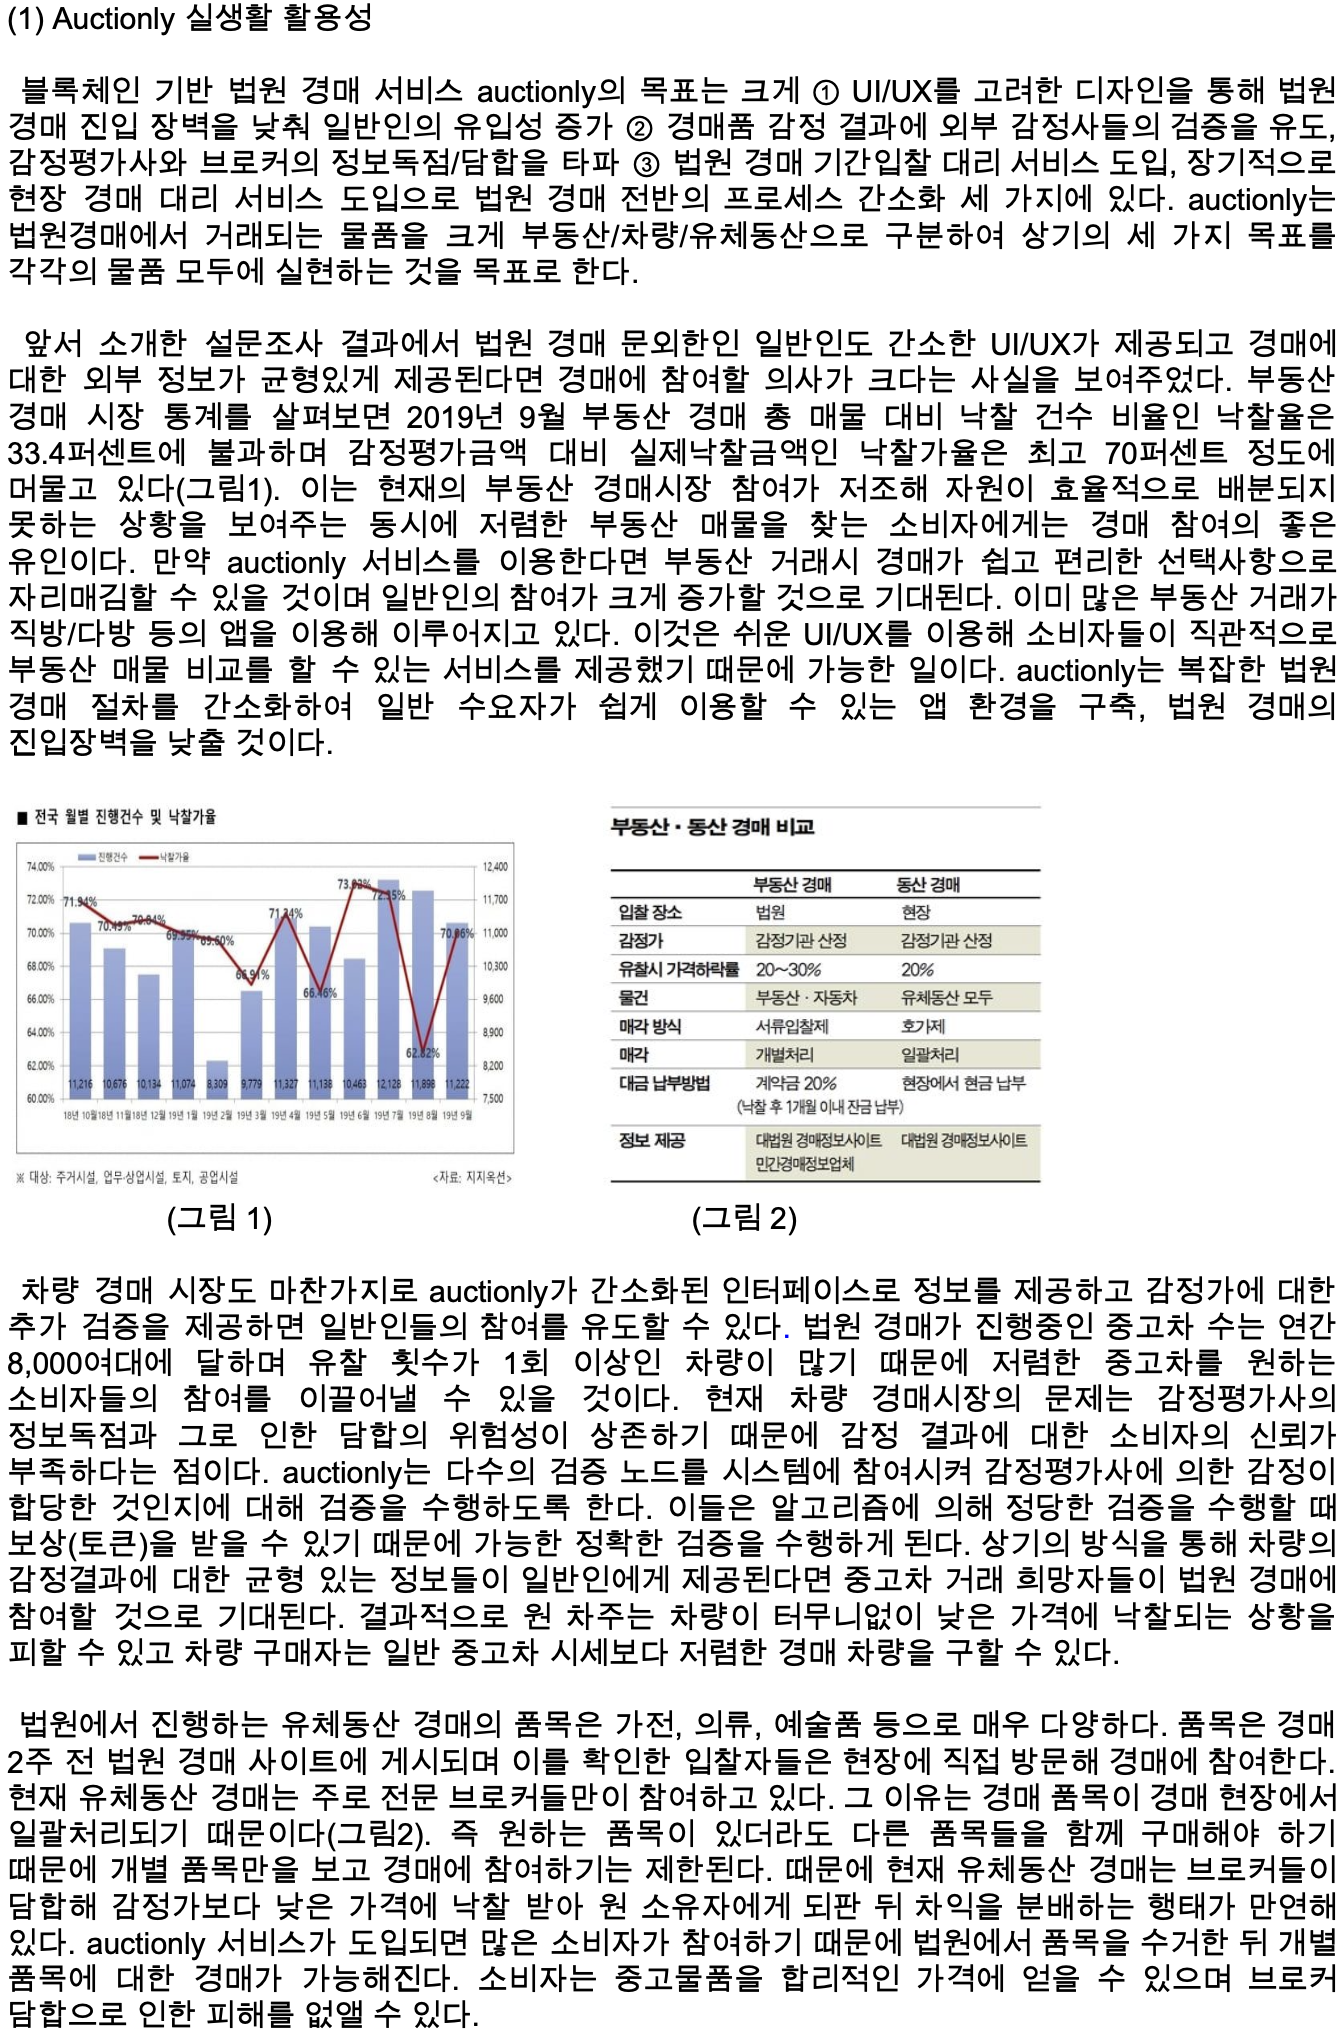 (1) Auctionly 실생활 활용성
블록체인 기반 법원 경매 서비스 auctionly의 목표는 크게 ① UI/UX를 고려한 디자인을 통해 법원
경매 진입 장벽을 낮춰 일반인의 유입성 증가 ② 경매품 감정 결과에 외부 감정사들의 검증을 유도,
감정평가사와 브로커의 정보독점/담합을 타파 ③ 법원 경매 기간입찰 대리 서비스 도입, 장기적으로
현장 경매 대리 서비스 도입으로 법원 경매 전반의 프로세스 간소화 세 가지에 있다. auctionly는
법원경매에서 거래되는 물품을 크게 부동산/차량/유체동산으로 구분하여 상기의 세 가지 목표를
각각의 물품 모두에 실현하는 것을 목표로 한다.
앞서 소개한 설문조사 결과에서 법원 경매 문외한인 일반인도 간소한 UI/UX가 제공되고 경매에
대한 외부 정보가 균형있게 제공된다면 경매에 참여할 의사가 크다는 사실을 보여주었다. 부동산
경매 시장 통계를 살펴보면 2019년 9월 부동산 경매 총 매물 대비 낙찰 건수 비율인 낙찰율은
33.4퍼센트에 불과하며 감정평가금액 대비 실제낙찰금액인 낙찰가율은 최고 70퍼센트 정도에
머물고 있다(그림1). 이는 현재의 부동산 경매시장 참여가 저조해 자원이 효율적으로 배분되지
못하는 상황을 보여주는 동시에 저렴한 부동산 매물을 찾는 소비자에게는 경매 참여의 좋은
유인이다. 만약 auctionly 서비스를 이용한다면 부동산 거래시 경매가 쉽고 편리한 선택사항으로
자리매김할 수 있을 것이며 일반인의 참여가 크게 증가할 것으로 기대된다. 이미 많은 부동산 거래가
직방/다방 등의 앱을 이용해 이루어지고 있다. 이것은 쉬운 UI/UX를 이용해 소비자들이 직관적으로
부동산 매물 비교를 할 수 있는 서비스를 제공했기 때문에 가능한 일이다. auctionly는 복잡한 법원
경매 절차를 간소화하여 일반 수요자가 쉽게 이용할 수 있는 앱 환경을 구축, 법원 경매의
진입장벽을 낮출 것이다.
■ 전국 월별 진행건수 및 낙찰가율
진행건수 낙찰가율
74.00% 72.00% 70.00% 68.00% 66.00% 64.00% 62.00% 60.00%
12,400 11,700 11,000 10,300 9,600 8,900 8,200 7,500
71.94% 70.49% 70.84% 69.95% 69.60% 66.91% 71.24% 66.46% 73.02% 72.35% 62.82% 70.06%
11,216 10,676 10,134 11,074 8,309 9,779 11,327 11,138 10,463 12,128 11,898 11,222
18년 10월 18년 11월 18년 12월 19년 1월 19년 2월 19년 3월 19년 4월 19년 5월 19년 6월 19년 7월 19년 8월 19년 9월
※ 대상: 주거시설, 업무·상업시설, 토지, 공업시설 <자료: 지지옥션>
(그림 1)
부동산 · 동산 경매 비교
부동산 경매 동산 경매
입찰 장소 법원 현장
감정가 감정기관 산정 감정기관 산정
유찰시 가격하락률 20~30% 20%
물건 부동산 · 자동차 유체동산 모두
매각 방식 서류입찰제 호가제
매각 개별처리 일괄처리
대금 납부방법 계약금 20% 현장에서 현금 납부
(낙찰 후 1개월 이내 잔금 납부)
정보 제공 대법원 경매정보사이트 대법원 경매정보사이트
민간경매정보업체
(그림 2)
차량 경매 시장도 마찬가지로 auctionly가 간소화된 인터페이스로 정보를 제공하고 감정가에 대한
추가 검증을 제공하면 일반인들의 참여를 유도할 수 있다. 법원 경매가 진행중인 중고차 수는 연간
8,000여대에 달하며 유찰 횟수가 1회 이상인 차량이 많기 때문에 저렴한 중고차를 원하는
소비자들의 참여를 이끌어낼 수 있을 것이다. 현재 차량 경매시장의 문제는 감정평가사의
정보독점과 그로 인한 담합의 위험성이 상존하기 때문에 감정 결과에 대한 소비자의 신뢰가
부족하다는 점이다. auctionly는 다수의 검증 노드를 시스템에 참여시켜 감정평가사에 의한 감정이
합당한 것인지에 대해 검증을 수행하도록 한다. 이들은 알고리즘에 의해 정당한 검증을 수행할 때
보상(토큰)을 받을 수 있기 때문에 가능한 정확한 검증을 수행하게 된다. 상기의 방식을 통해 차량의
감정결과에 대한 균형 있는 정보들이 일반인에게 제공된다면 중고차 거래 희망자들이 법원 경매에
참여할 것으로 기대된다. 결과적으로 원 차주는 차량이 터무니없이 낮은 가격에 낙찰되는 상황을
피할 수 있고 차량 구매자는 일반 중고차 시세보다 저렴한 경매 차량을 구할 수 있다.
법원에서 진행하는 유체동산 경매의 품목은 가전, 의류, 예술품 등으로 매우 다양하다. 품목은 경매
2주 전 법원 경매 사이트에 게시되며 이를 확인한 입찰자들은 현장에 직접 방문해 경매에 참여한다.
현재 유체동산 경매는 주로 전문 브로커들만이 참여하고 있다. 그 이유는 경매 품목이 경매 현장에서
일괄처리되기 때문이다(그림2). 즉 원하는 품목이 있더라도 다른 품목들을 함께 구매해야 하기
때문에 개별 품목만을 보고 경매에 참여하기는 제한된다. 때문에 현재 유체동산 경매는 브로커들이
담합해 감정가보다 낮은 가격에 낙찰 받아 원 소유자에게 되판 뒤 차익을 분배하는 행태가 만연해
있다. auctionly 서비스가 도입되면 많은 소비자가 참여하기 때문에 법원에서 품목을 수거한 뒤 개별
품목에 대한 경매가 가능해진다. 소비자는 중고물품을 합리적인 가격에 얻을 수 있으며 브로커
담합으로 인한 피해를 없앨 수 있다.